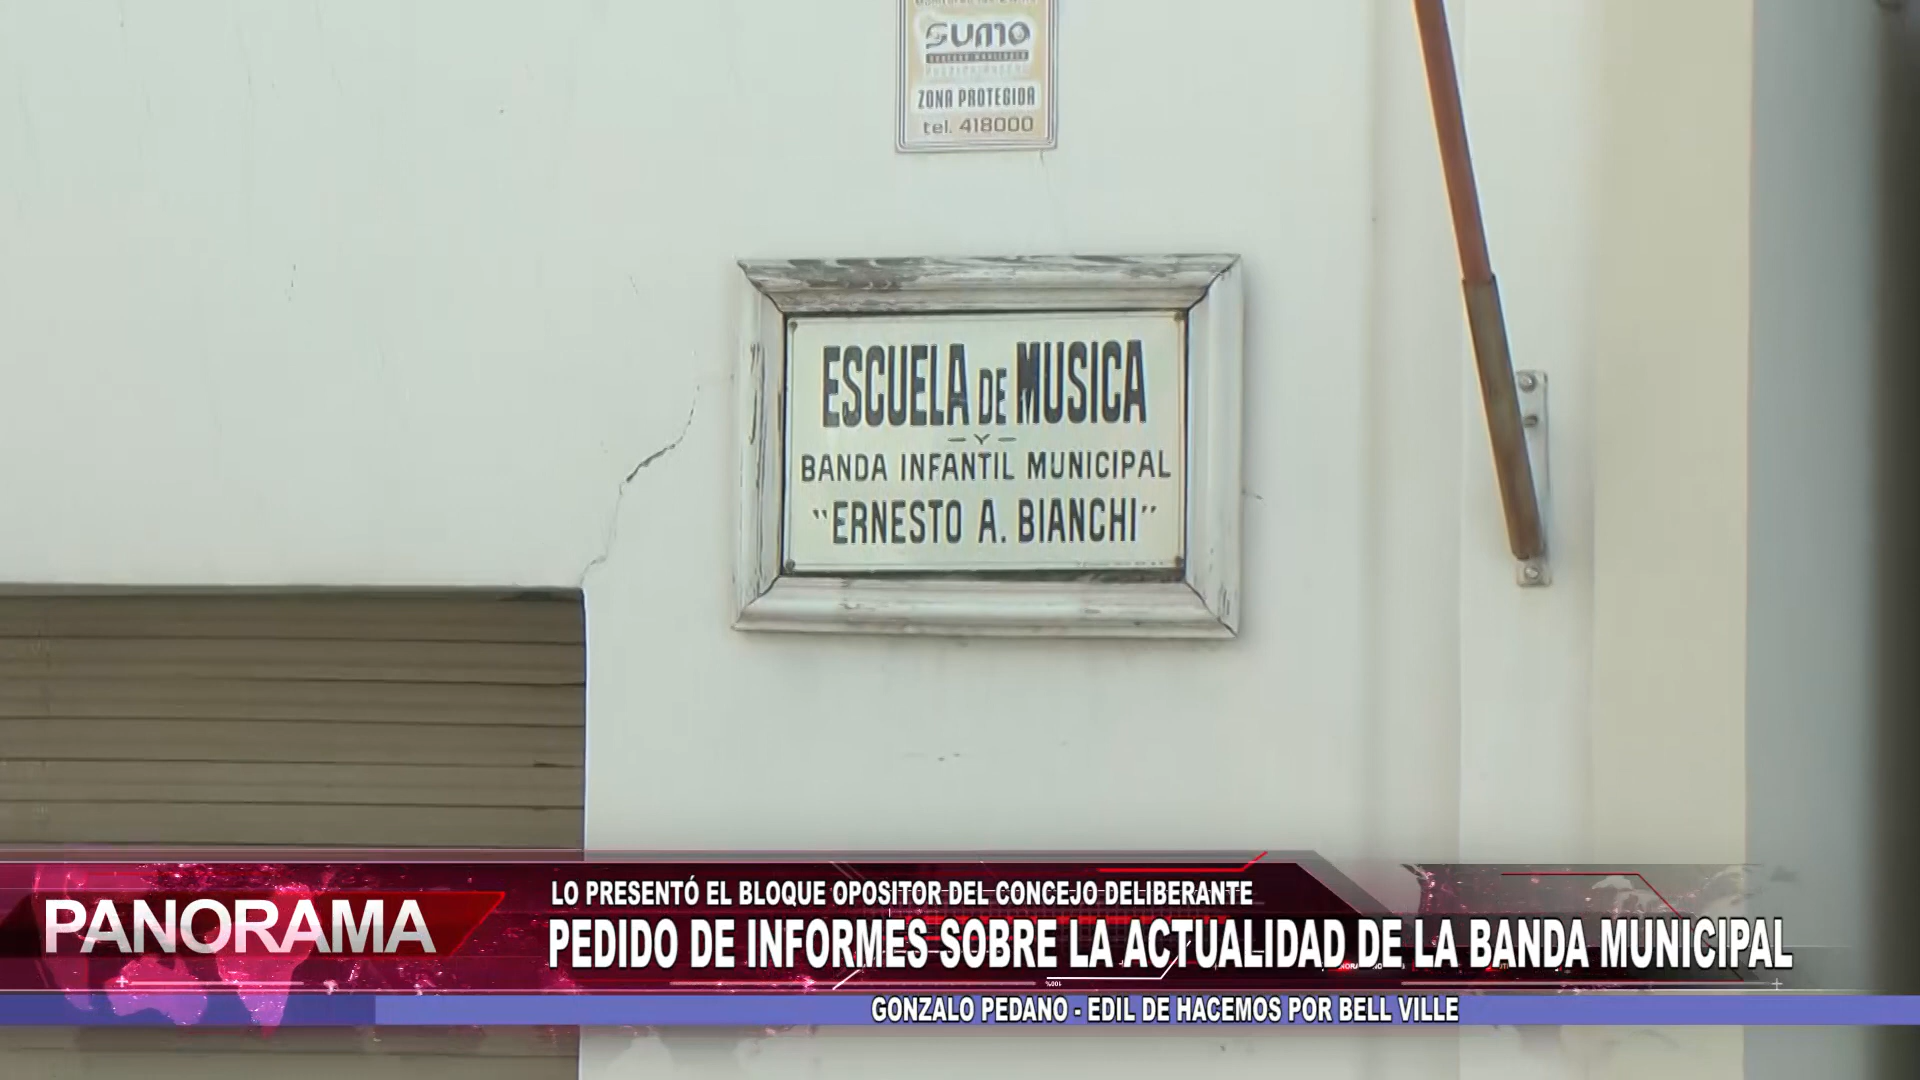 SUMO
ZONA PROTEGIDA
tel. 418000
ESCUELA DE MUSICA
- Y -
BANDA INFANTIL MUNICIPAL
"ERNESTO A. BIANCHI"
LO PRESENTÓ EL BLOQUE OPOSITOR DEL CONCEJO DELIBERANTE
PANORAMA
PEDIDO DE INFORMES SOBRE LA ACTUALIDAD DE LA BANDA MUNICIPAL
GONZALO PEDANO - EDIL DE HACEMOS POR BELL VILLE